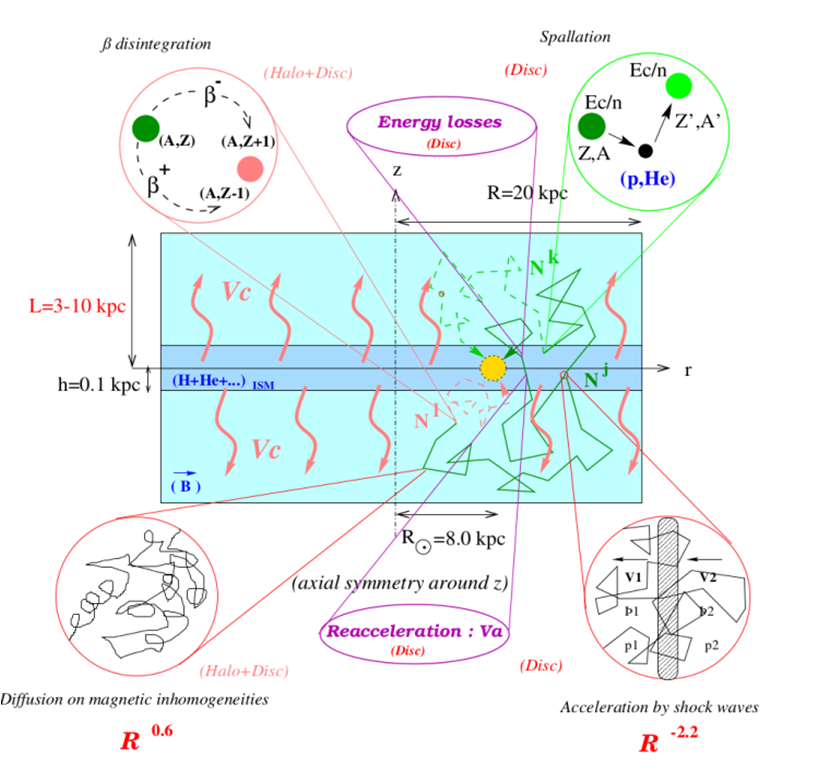 β disintegration
Spallation
(Halo+Disc)
(Disc)
β-
(A,Z)
(A,Z+1)
β+
(A,Z-1)
Energy losses
(Disc)
Ec/n
Ec/n
Z',A'
Z,A
(p,He)
z
R=20 kpc
N^k
Vc
L=3-10 kpc
r
h=0.1 kpc
(H+He+...) ISM
N^j
N^l
Vc
(B)
R⊙=8.0 kpc
V1
V2
p1
p2
p1
p2
(axial symmetry around z)
Reacceleration : Va
(Disc)
(Halo+Disc)
(Disc)
Diffusion on magnetic inhomogeneities
Acceleration by shock waves
R 0.6
R -2.2